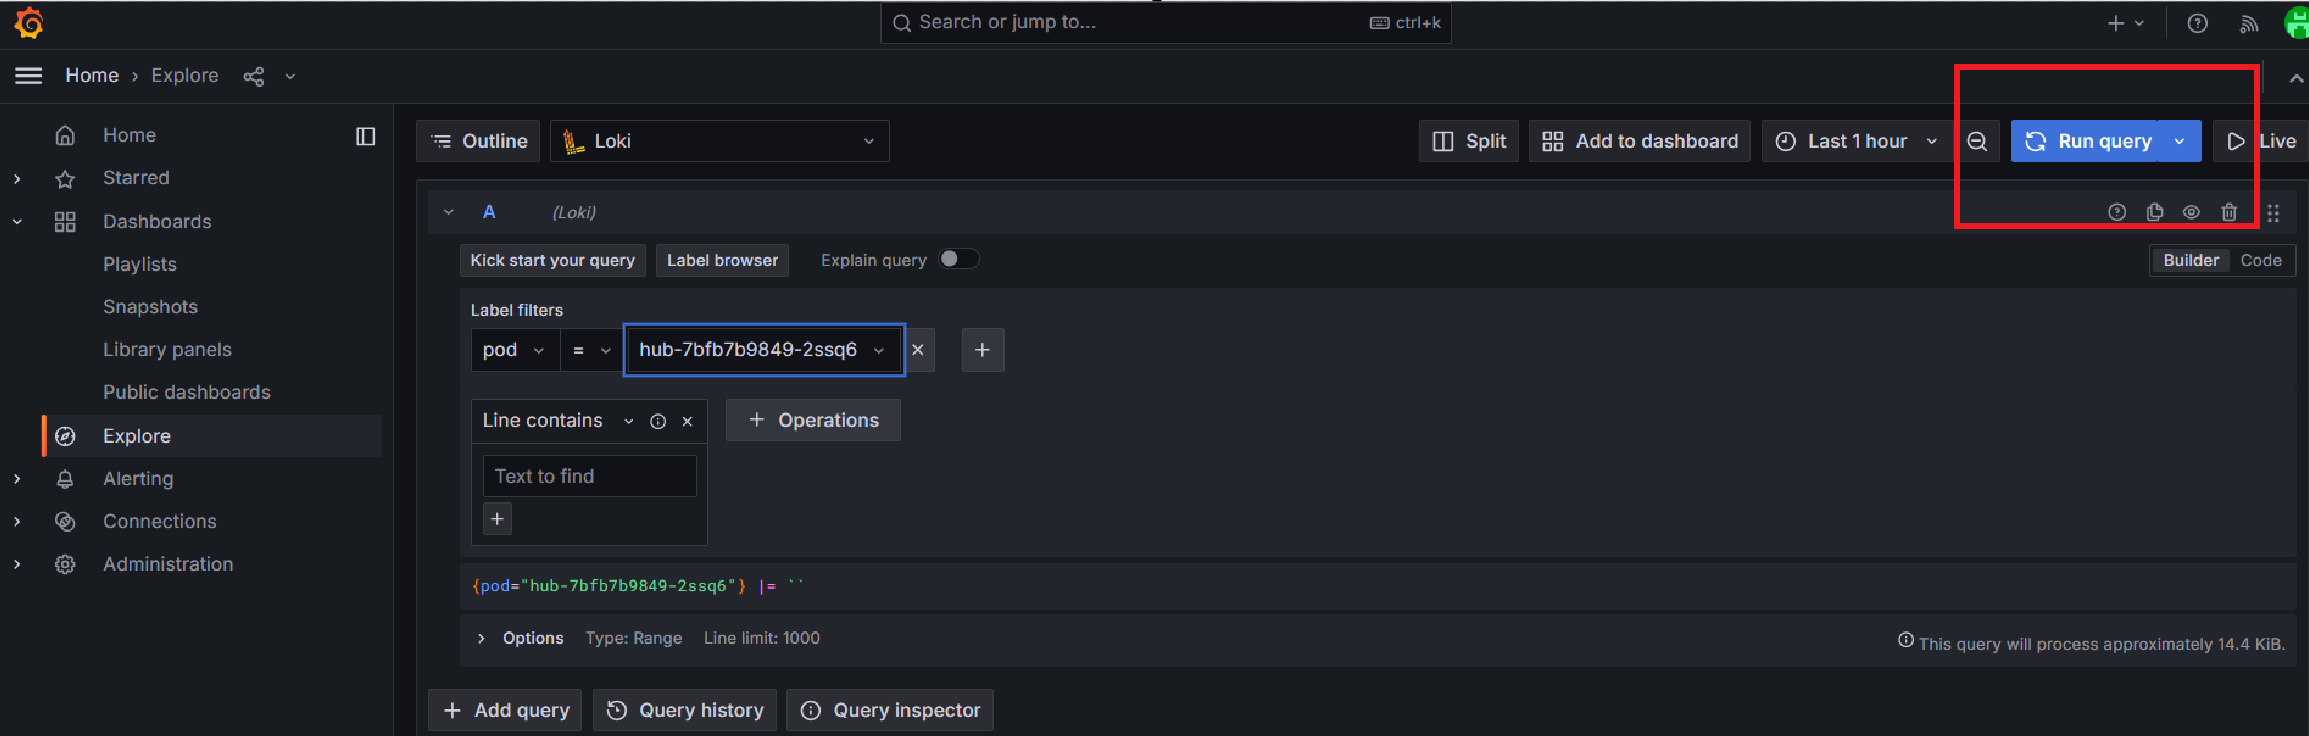 Search or jump to... ctrl+k
Home › Explore
Home
Starred
Dashboards
Playlists
Snapshots
Library panels
Public dashboards
Explore
Alerting
Connections
Administration
Outline Loki Split Add to dashboard Last 1 hour Run query Live
A (Loki)
Kick start your query Label browser Explain query Builder Code
Label filters
pod = hub-7bfb7b9849-2ssq6
Line contains Operations
Text to find
{pod="hub-7bfb7b9849-2ssq6"} |= ``
Options Type: Range Line limit: 1000 This query will process approximately 14.4 KiB.
Add query Query history Query inspector